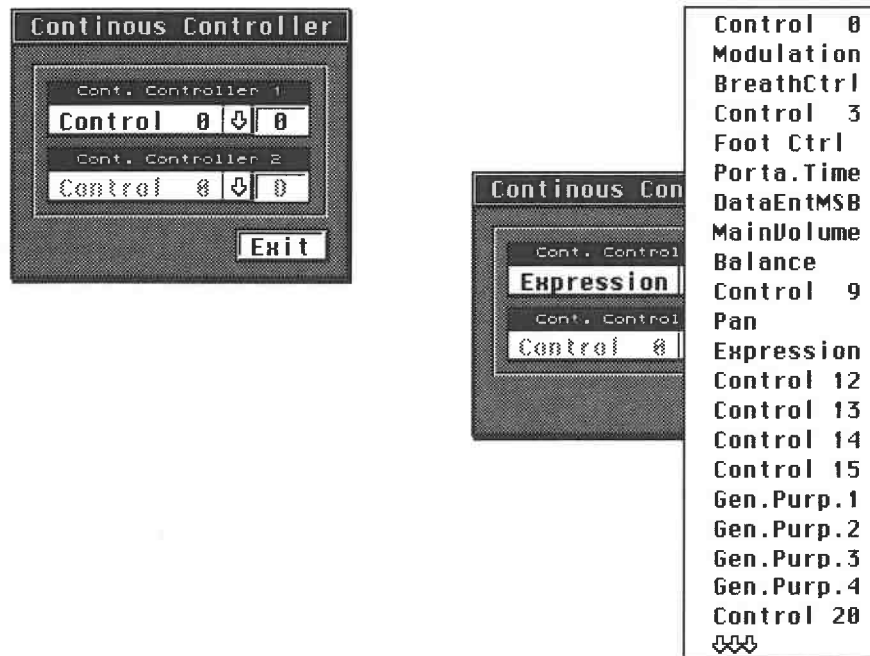 Continous Controller
Cont. Controller 1
Control 0 0
Cont. Controller 2
Control 0 0
Exit
Continous Con
Cont. Control
Expression
Cont. Control
Control 0
Control 0
Modulation
BreathCtrl
Control 3
Foot Ctrl
Porta.Time
DataEntMSB
MainVolume
Balance
Control 9
Pan
Expression
Control 12
Control 13
Control 14
Control 15
Gen.Purp.1
Gen.Purp.2
Gen.Purp.3
Gen.Purp.4
Control 20